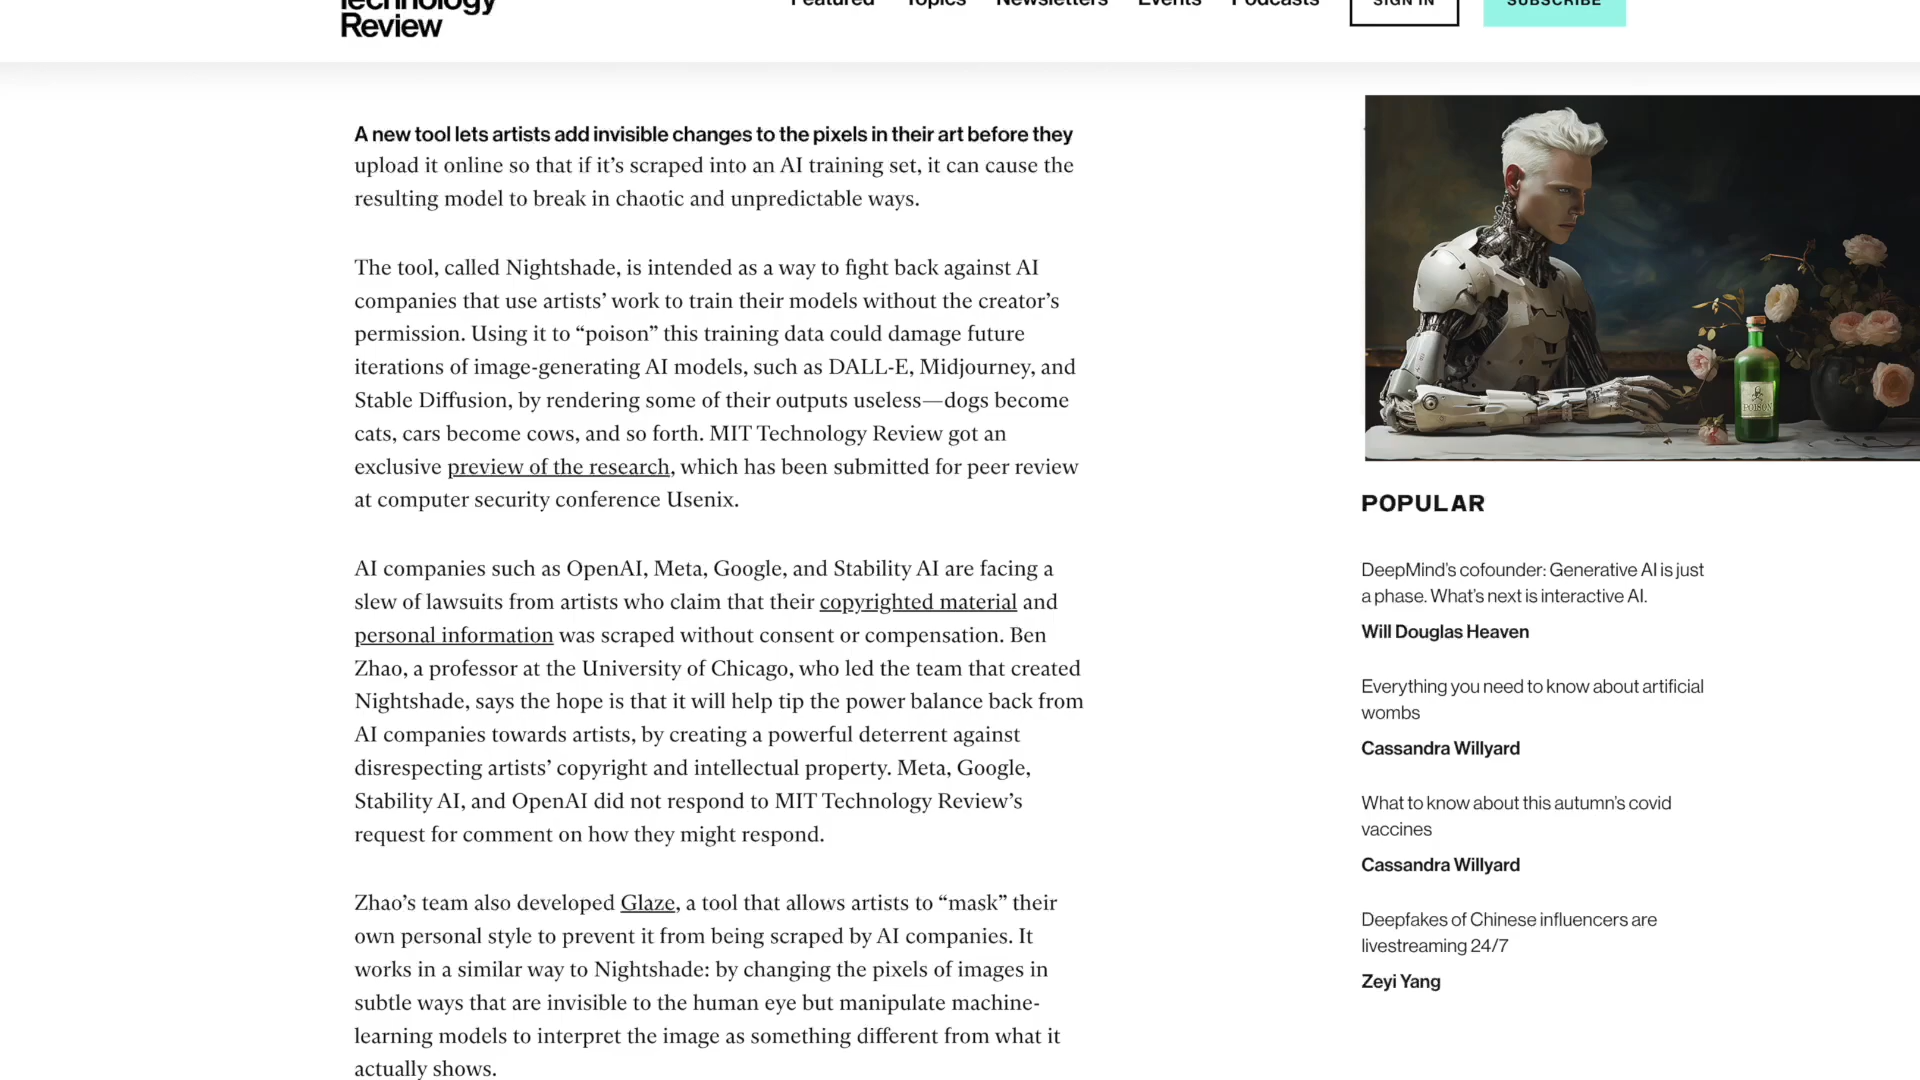 Technology
Review
Featured
Topics
Newsletters
Events
Podcasts
SIGN IN
SUBSCRIBE
A new tool lets artists add invisible changes to the pixels in their art before they
upload it online so that if it’s scraped into an AI training set, it can cause the
resulting model to break in chaotic and unpredictable ways.
The tool, called Nightshade, is intended as a way to fight back against AI
companies that use artists’ work to train their models without the creator’s
permission. Using it to “poison” this training data could damage future
iterations of image-generating AI models, such as DALL-E, Midjourney, and
Stable Diffusion, by rendering some of their outputs useless—dogs become
cats, cars become cows, and so forth. MIT Technology Review got an
exclusive preview of the research, which has been submitted for peer review
at computer security conference Usenix.
AI companies such as OpenAI, Meta, Google, and Stability AI are facing a
slew of lawsuits from artists who claim that their copyrighted material and
personal information was scraped without consent or compensation. Ben
Zhao, a professor at the University of Chicago, who led the team that created
Nightshade, says the hope is that it will help tip the power balance back from
AI companies towards artists, by creating a powerful deterrent against
disrespecting artists’ copyright and intellectual property. Meta, Google,
Stability AI, and OpenAI did not respond to MIT Technology Review’s
request for comment on how they might respond.
Zhao’s team also developed Glaze, a tool that allows artists to “mask” their
own personal style to prevent it from being scraped by AI companies. It
works in a similar way to Nightshade: by changing the pixels of images in
subtle ways that are invisible to the human eye but manipulate machine-
learning models to interpret the image as something different from what it
actually shows.
POISON
POPULAR
DeepMind’s cofounder: Generative AI is just
a phase. What’s next is interactive AI.
Will Douglas Heaven
Everything you need to know about artificial
wombs
Cassandra Willyard
What to know about this autumn’s covid
vaccines
Cassandra Willyard
Deepfakes of Chinese influencers are
livestreaming 24/7
Zeyi Yang